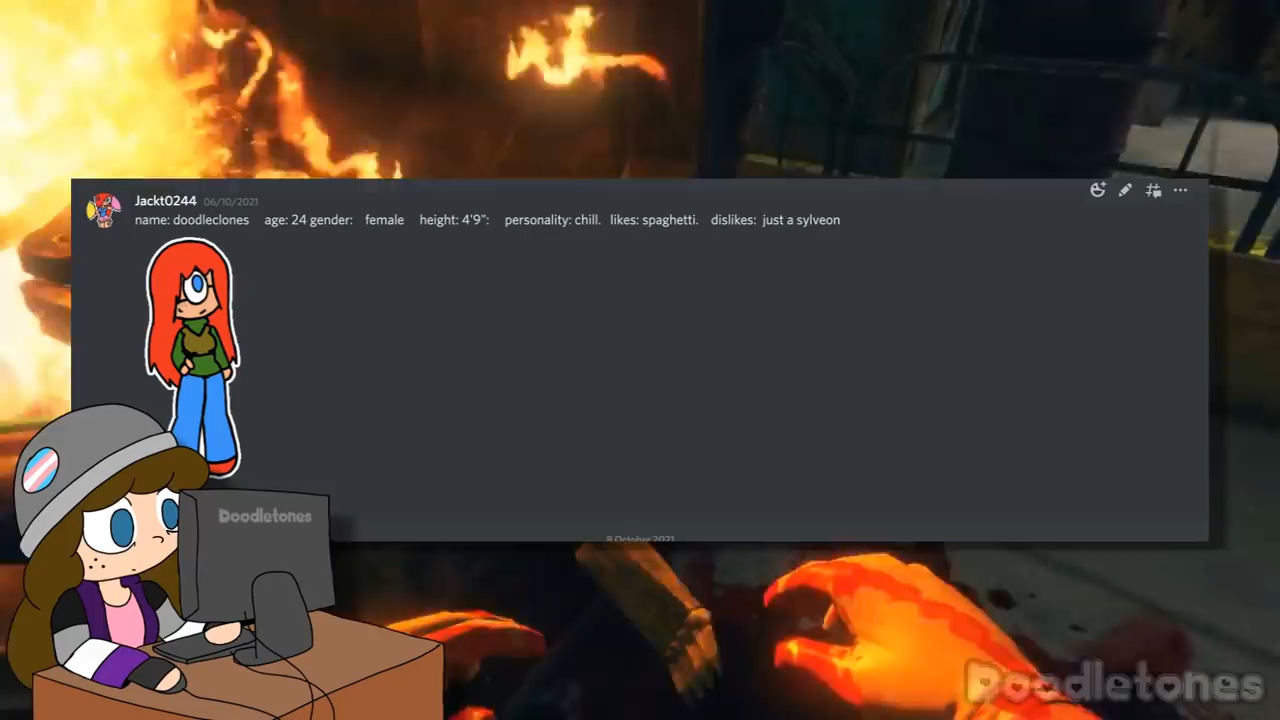 Jackt0244 06/10/2021
name: doodleclones age: 24 gender: female height: 4'9": personality: chill. likes: spaghetti. dislikes: just a sylveon
8 October 2021
Doodletones
Doodletones